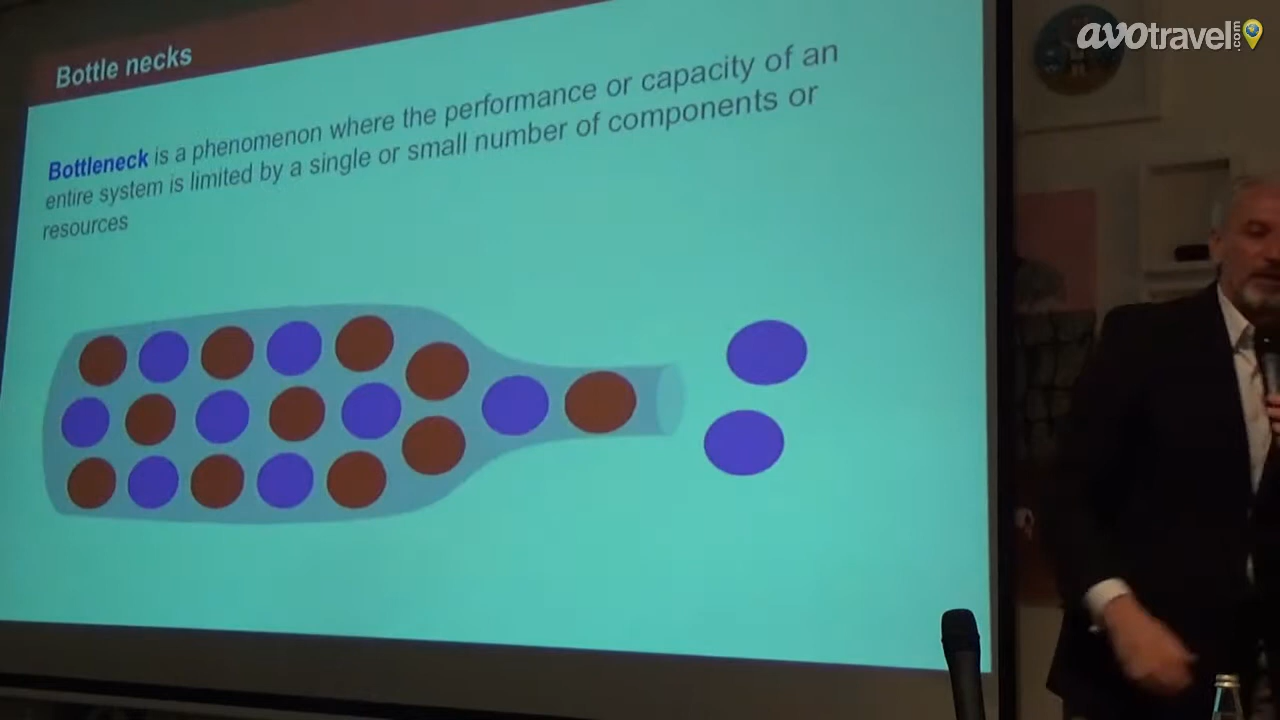 avotravel.com
Bottle necks
Bottleneck is a phenomenon where the performance or capacity of an
entire system is limited by a single or small number of components or
resources